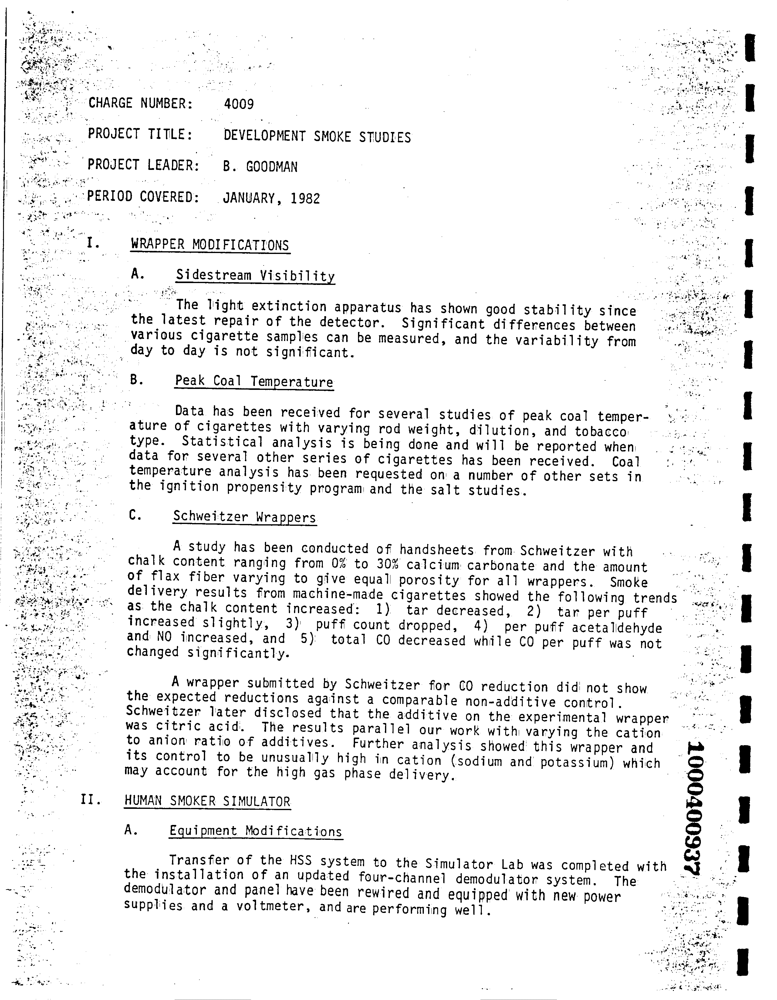 CHARGE NUMBER: 4009
PROJECT TITLE: DEVELOPMENT SMOKE STUDIES
PROJECT LEADER: B. GOODMAN
PERIOD COVERED: JANUARY, 1982
I. WRAPPER MODIFICATIONS
A. Sidestream Visibility
The light extinction apparatus has shown good stability since
the latest repair of the detector. Significant differences between
various cigarette samples can be measured, and the variability from
day to day is not significant.
B. Peak Coal Temperature
Data has been received for several studies of peak coal temper-
ature of cigarettes with varying rod weight, dilution, and tobacco
type. Statistical analysis is being done and will be reported when
data for several other series of cigarettes has been received. Coal
temperature analysis has been requested on a number of other sets in
the ignition propensity program and the salt studies.
C. Schweitzer Wrappers
A study has been conducted of handsheets from Schweitzer with
chalk content ranging from 0% to 30% calcium carbonate and the amount
of flax fiber varying to give equal porosity for all wrappers. Smoke
delivery results from machine-made cigarettes showed the following trends
as the chalk content increased: 1) tar decreased, 2) tar per puff
increased slightly, 3) puff count dropped, 4) per puff acetaldehyde
and NO increased, and 5) total CO decreased while CO per puff was not
changed significantly.
A wrapper submitted by Schweitzer for CO reduction did not show
the expected reductions against a comparable non-additive control.
Schweitzer later disclosed that the additive on the experimental wrapper
was citric acid. The results parallel our work with varying the cation
to anion ratio of additives. Further analysis showed this wrapper and
its control to be unusually high in cation (sodium and potassium) which
may account for the high gas phase delivery.
II. HUMAN SMOKER SIMULATOR
A. Equipment Modifications
Transfer of the HSS system to the Simulator Lab was completed with
the installation of an updated four-channel demodulator system. The
demodulator and panel have been rewired and equipped with new power
supplies and a voltmeter, and are performing well.
1000400937